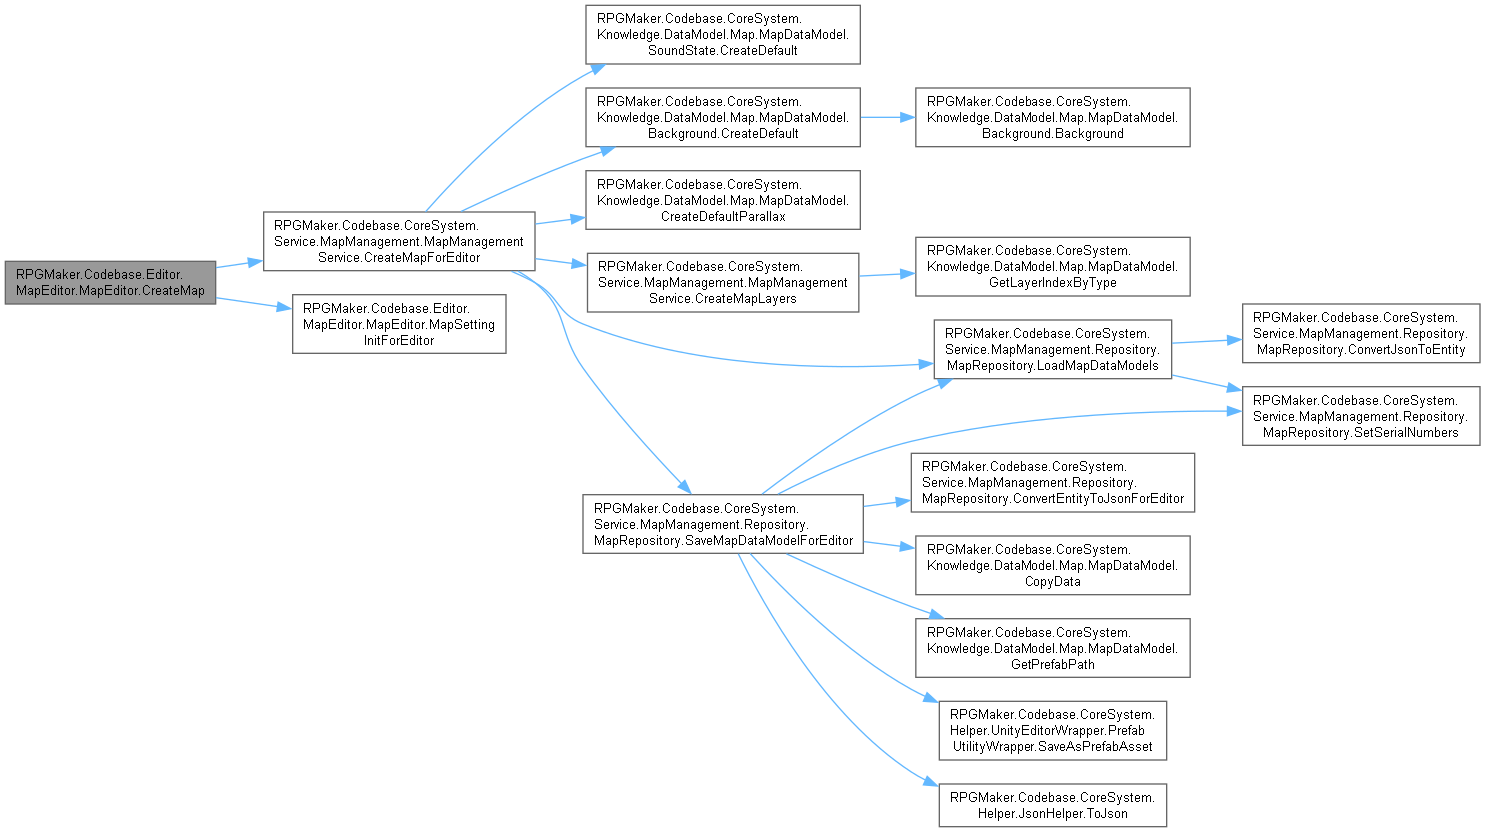 RPGMaker.Codebase.Editor.
MapEditor.MapEditor.CreateMap
RPGMaker.Codebase.CoreSystem.
Service.MapManagement.MapManagement
Service.CreateMapForEditor
RPGMaker.Codebase.Editor.
MapEditor.MapEditor.MapSetting
InitForEditor
RPGMaker.Codebase.CoreSystem.
Knowledge.DataModel.Map.MapDataModel.
SoundState.CreateDefault
RPGMaker.Codebase.CoreSystem.
Knowledge.DataModel.Map.MapDataModel.
Background.CreateDefault
RPGMaker.Codebase.CoreSystem.
Knowledge.DataModel.Map.MapDataModel.
CreateDefaultParallax
RPGMaker.Codebase.CoreSystem.
Service.MapManagement.MapManagement
Service.CreateMapLayers
RPGMaker.Codebase.CoreSystem.
Service.MapManagement.Repository.
MapRepository.SaveMapDataModelForEditor
RPGMaker.Codebase.CoreSystem.
Knowledge.DataModel.Map.MapDataModel.
Background.Background
RPGMaker.Codebase.CoreSystem.
Knowledge.DataModel.Map.MapDataModel.
GetLayerIndexByType
RPGMaker.Codebase.CoreSystem.
Service.MapManagement.Repository.
MapRepository.LoadMapDataModels
RPGMaker.Codebase.CoreSystem.
Service.MapManagement.Repository.
MapRepository.ConvertEntityToJsonForEditor
RPGMaker.Codebase.CoreSystem.
Knowledge.DataModel.Map.MapDataModel.
CopyData
RPGMaker.Codebase.CoreSystem.
Knowledge.DataModel.Map.MapDataModel.
GetPrefabPath
RPGMaker.Codebase.CoreSystem.
Helper.UnityEditorWrapper.Prefab
UtilityWrapper.SaveAsPrefabAsset
RPGMaker.Codebase.CoreSystem.
Helper.JsonHelper.ToJson
RPGMaker.Codebase.CoreSystem.
Service.MapManagement.Repository.
MapRepository.ConvertJsonToEntity
RPGMaker.Codebase.CoreSystem.
Service.MapManagement.Repository.
MapRepository.SetSerialNumbers